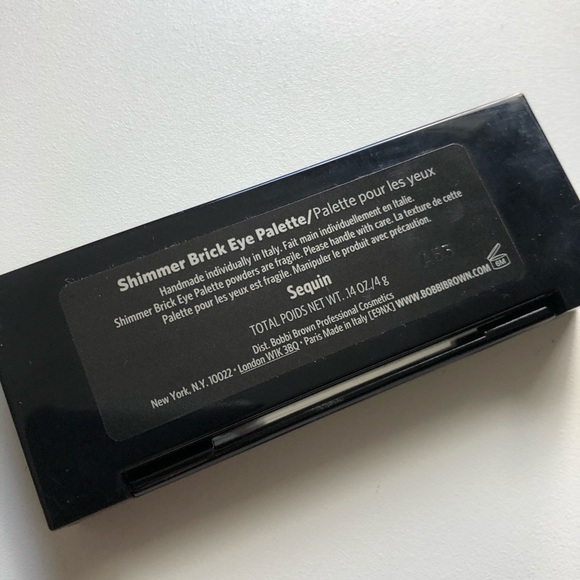 Shimmer Brick Eye Palette/Palette pour les yeux
Handmade individually in Italy. Fait main individuellement en Italie.
Shimmer Brick Eye Palette powders are fragile. Please handle with care. La texture de cette
Palette pour les yeux est fragile. Manipuler le produit avec précaution.
Sequin
TOTAL POIDS NET WT. .14 OZ./4 g
Dist. Bobbi Brown Professional Cosmetics
New York, N.Y. 10022 • London W1K 3BQ • Paris Made in Italy [E9NX] WWW.BOBBIBROWN.COM
6M